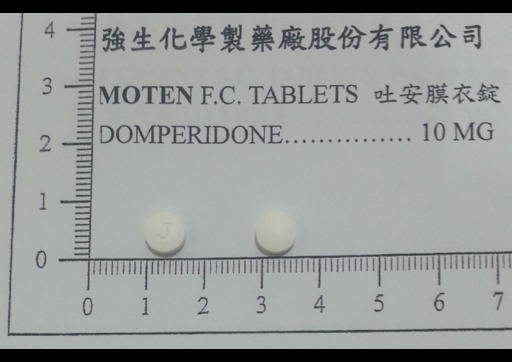 強生化學製藥廠股份有限公司
MOTEN F.C. TABLETS 吐安膜衣錠
DOMPERIDONE............... 10 MG
4
3
2
1
0
J
0 1 2 3 4 5 6 7